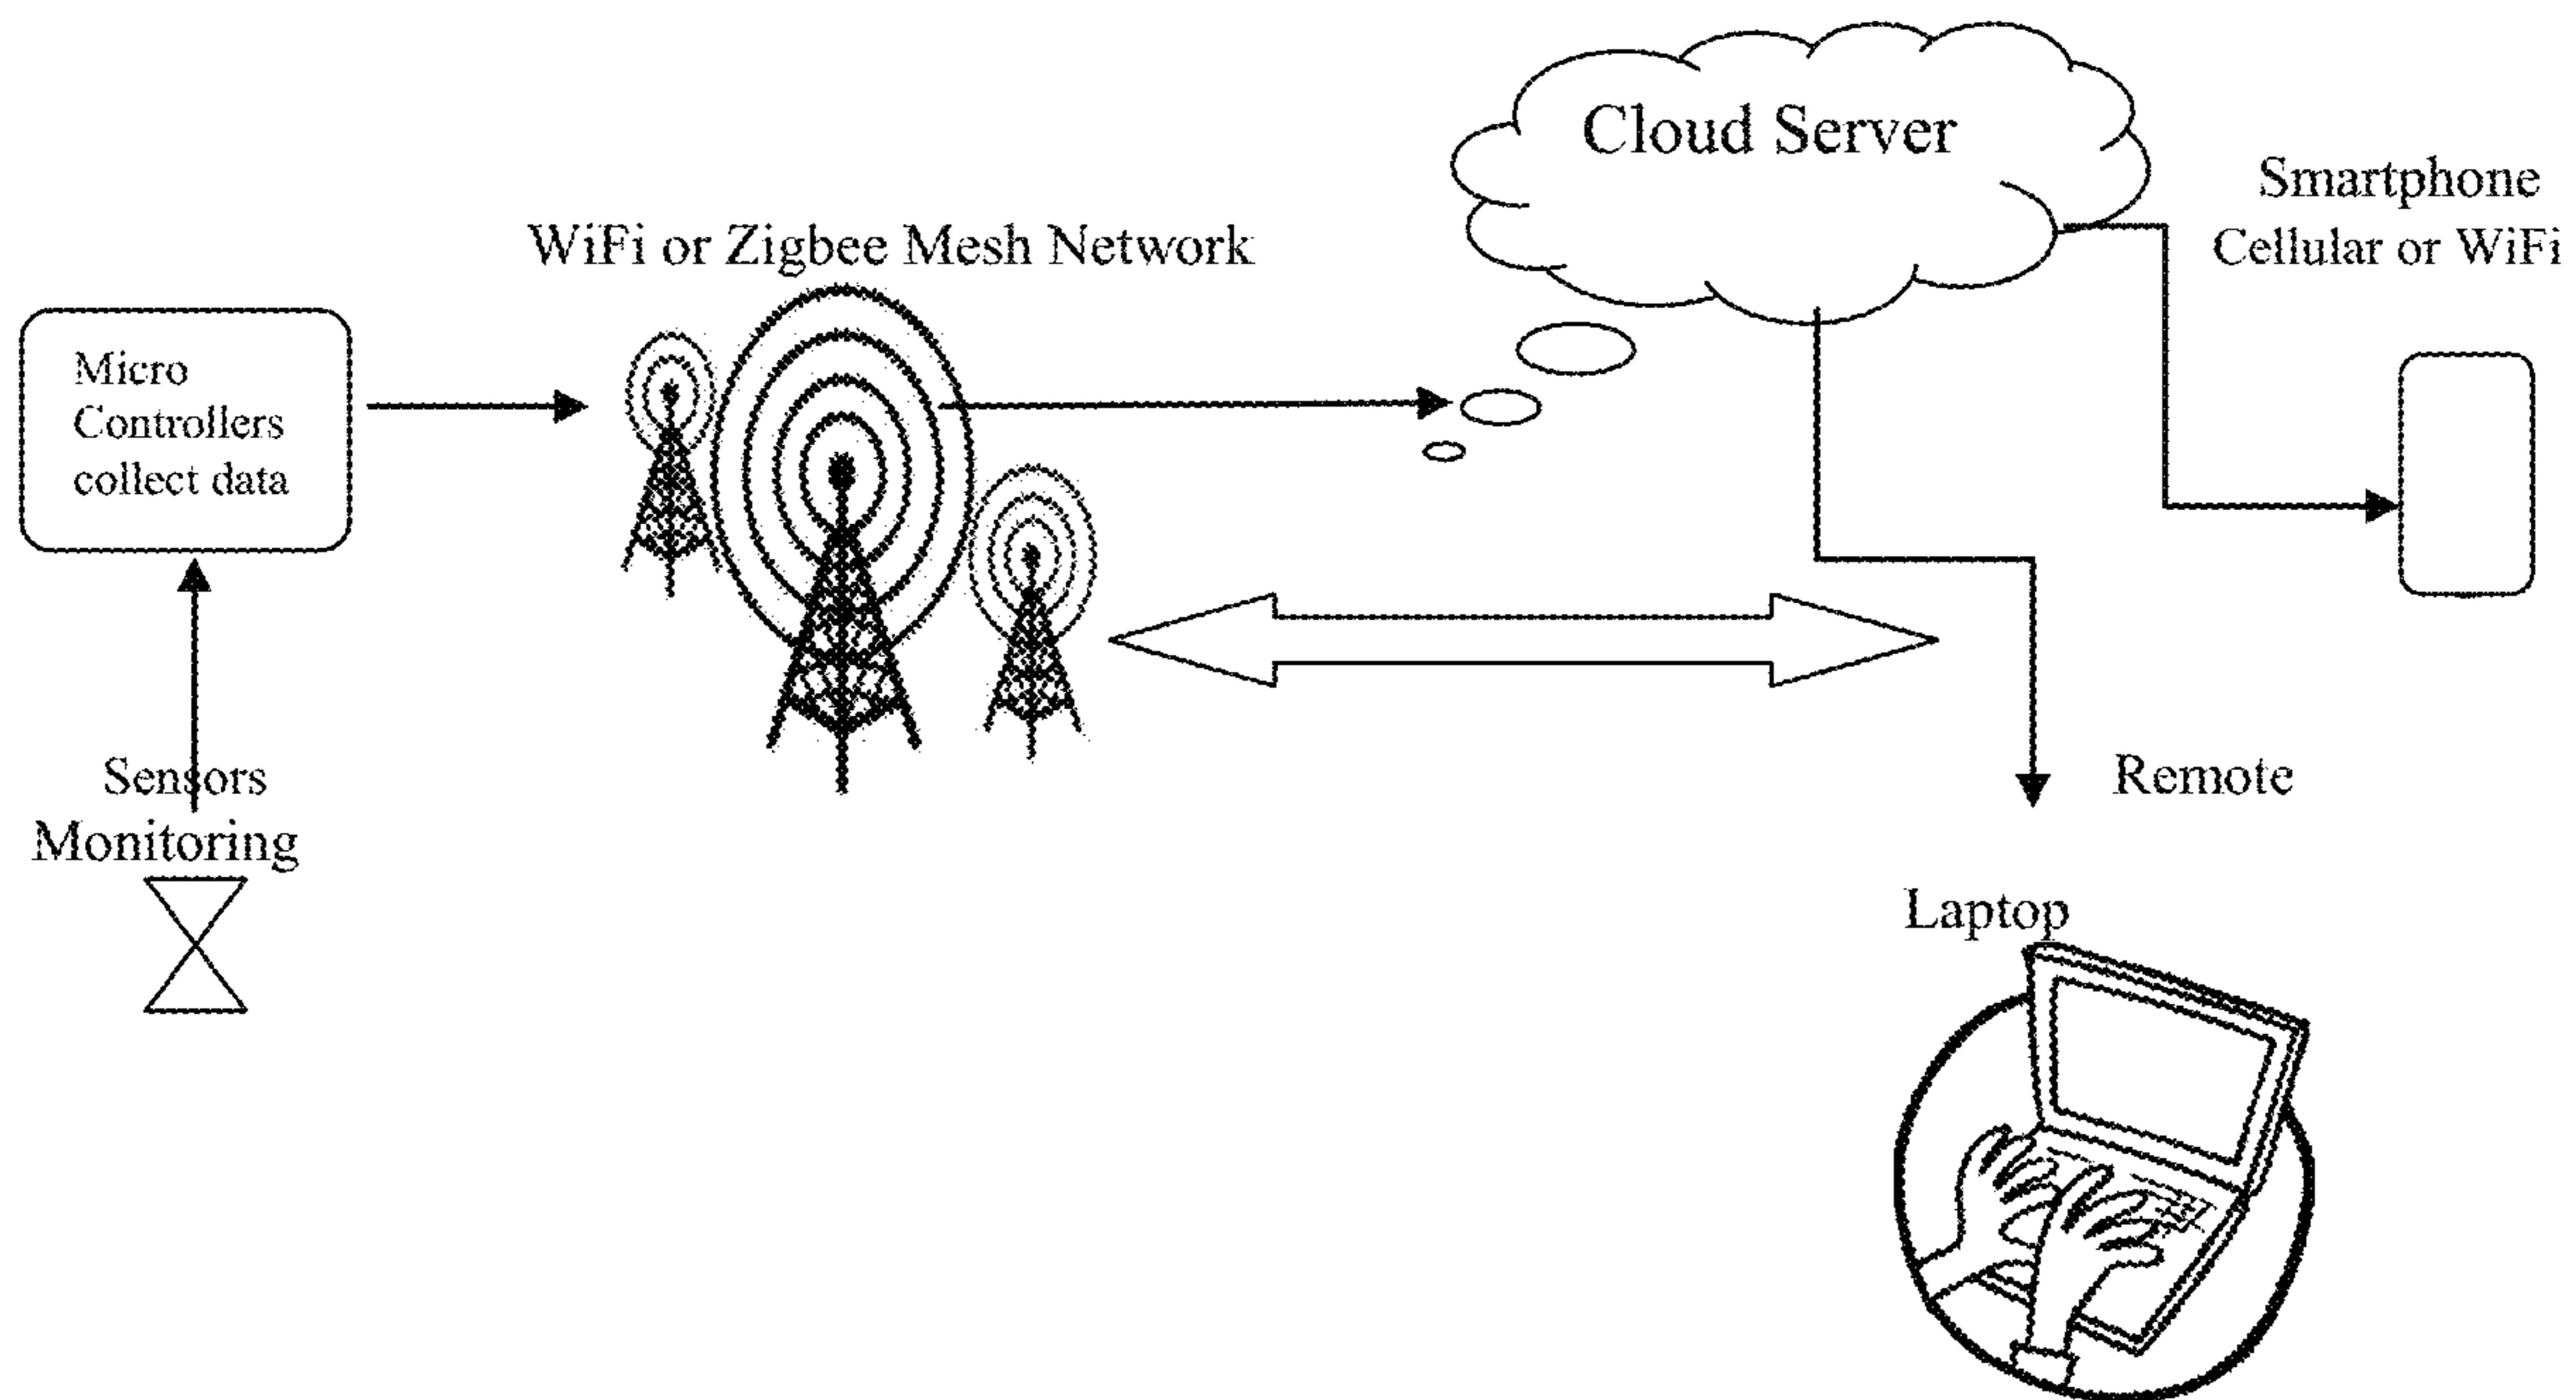 Cloud Server
Smartphone
Cellular or WiFi
WiFi or Zigbee Mesh Network
Micro
Controllers
collect data
Sensors
Monitoring
Remote
Laptop